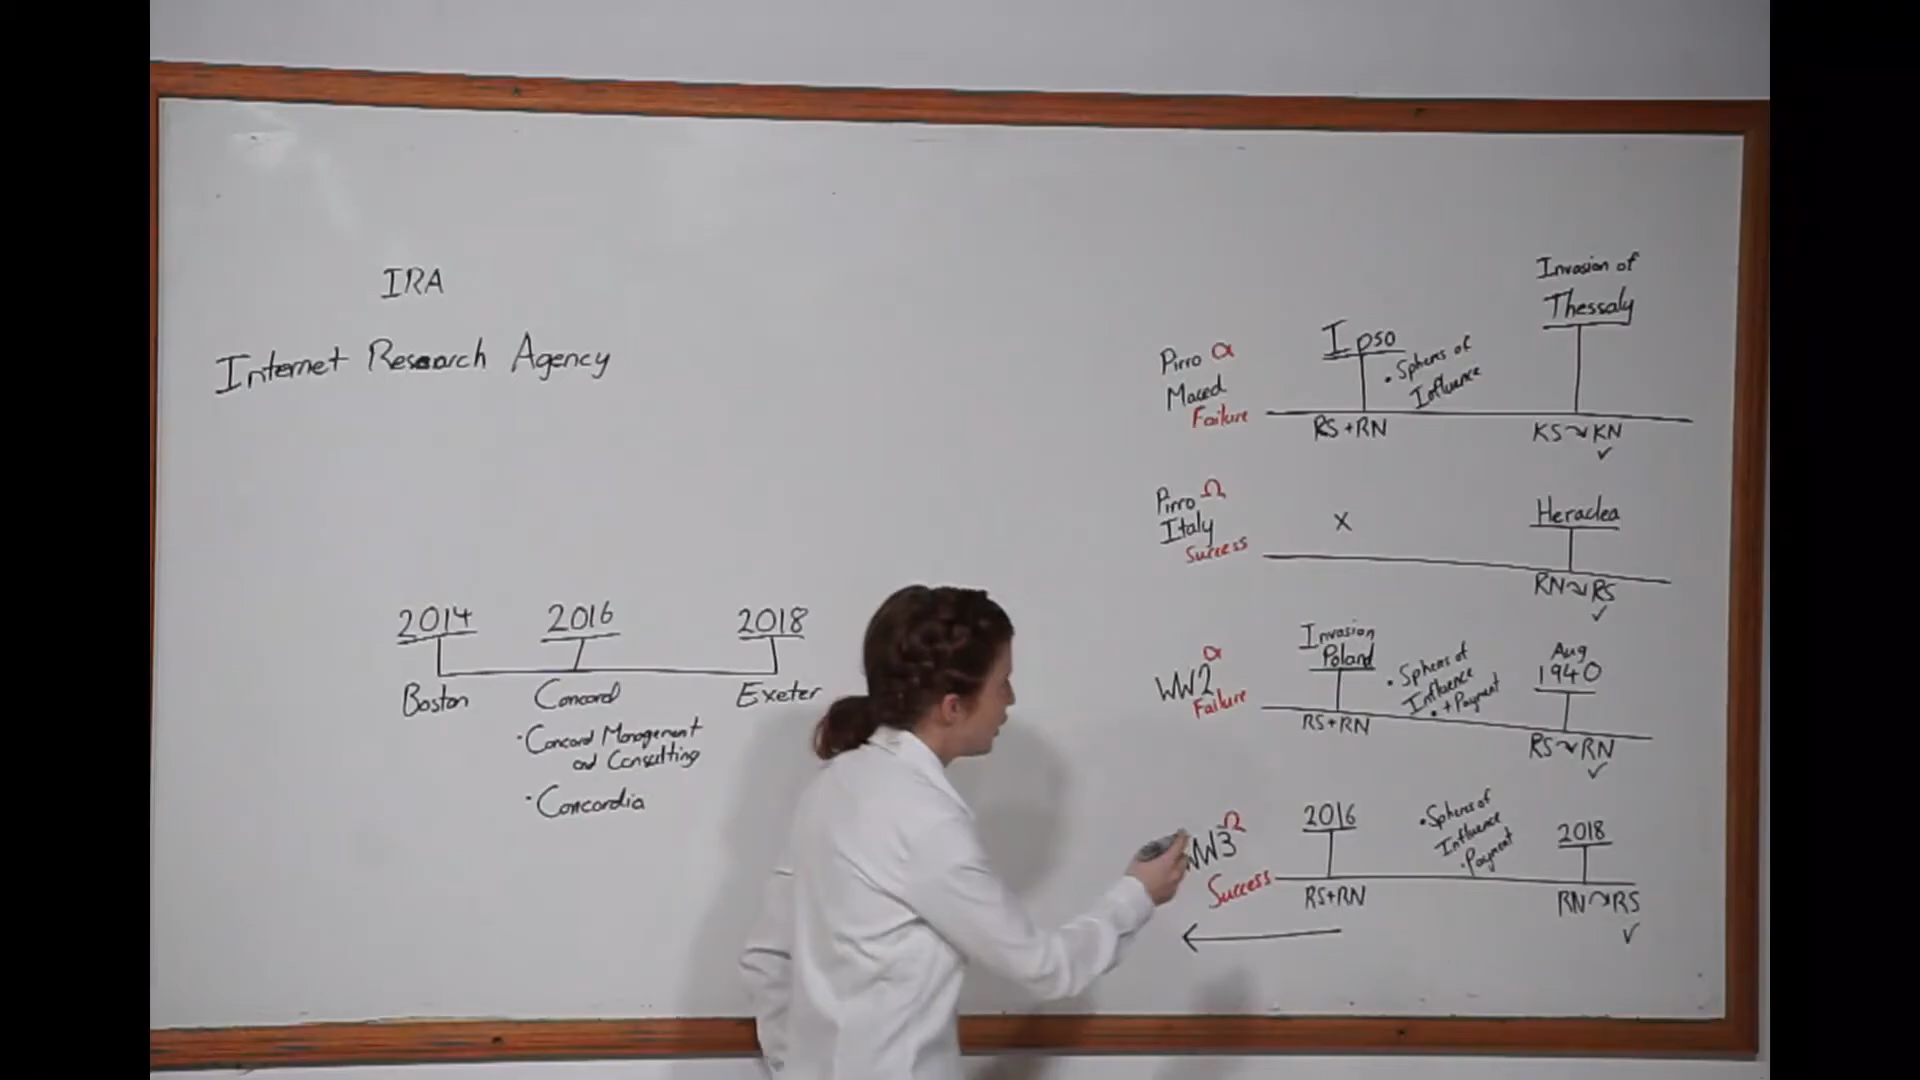 IRA
Internet Research Agency
2014 2016 2018
Boston Concord Exeter
· Concord Management
and Consulting
· Concordia
Invasion of
Thessaly
Pirro α
Maced
Failure
Ipso
• Spheres of
Influence
RS + RN
KS ↝ KN
✓
Pirro Ω
Italy
Success
X
Heraclea
RN ↝ RS
✓
α
WW2
Failure
Invasion
Poland
• Spheres of
Influence
• + Payment
Aug
1940
RS + RN
RS ↝ RN
✓
WW3 Ω
Success
2016
• Spheres of
Influence
• Payment
2018
RS + RN
RN ↝ RS
✓
←